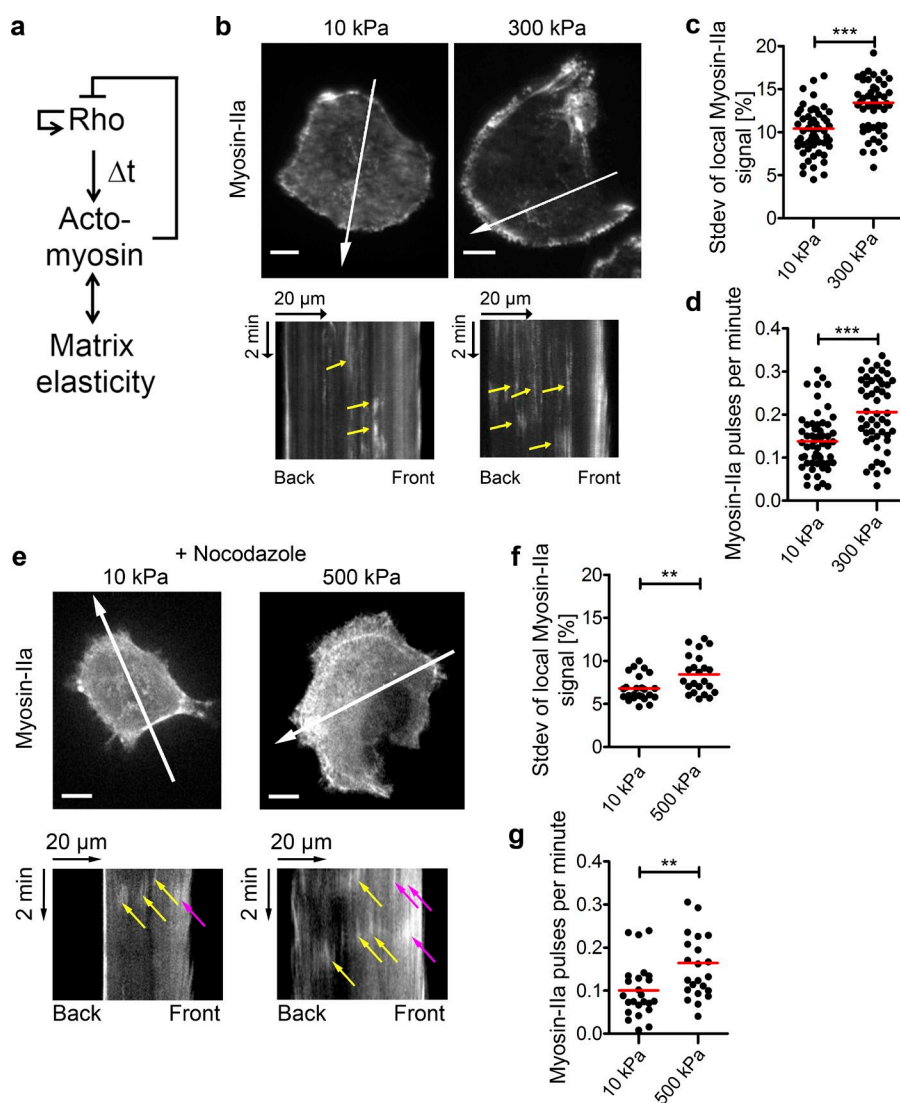 a
Rho
Δt
Acto-
myosin
Matrix
elasticity
b
10 kPa
300 kPa
Myosin-IIa
20 µm
2 min
Back
Front
20 µm
2 min
Back
Front
c
Stdev of local Myosin-IIa
signal [%]
20
15
10
5
0
***
10 kPa
300 kPa
d
Myosin-IIa pulses per minute
0.4
0.3
0.2
0.1
0.0
***
10 kPa
300 kPa
e
+ Nocodazole
10 kPa
500 kPa
Myosin-IIa
20 µm
2 min
Back
Front
20 µm
2 min
Back
Front
f
Stdev of local Myosin-IIa
signal [%]
20
15
10
5
0
**
10 kPa
500 kPa
g
Myosin-IIa pulses per minute
0.4
0.3
0.2
0.1
0.0
**
10 kPa
500 kPa